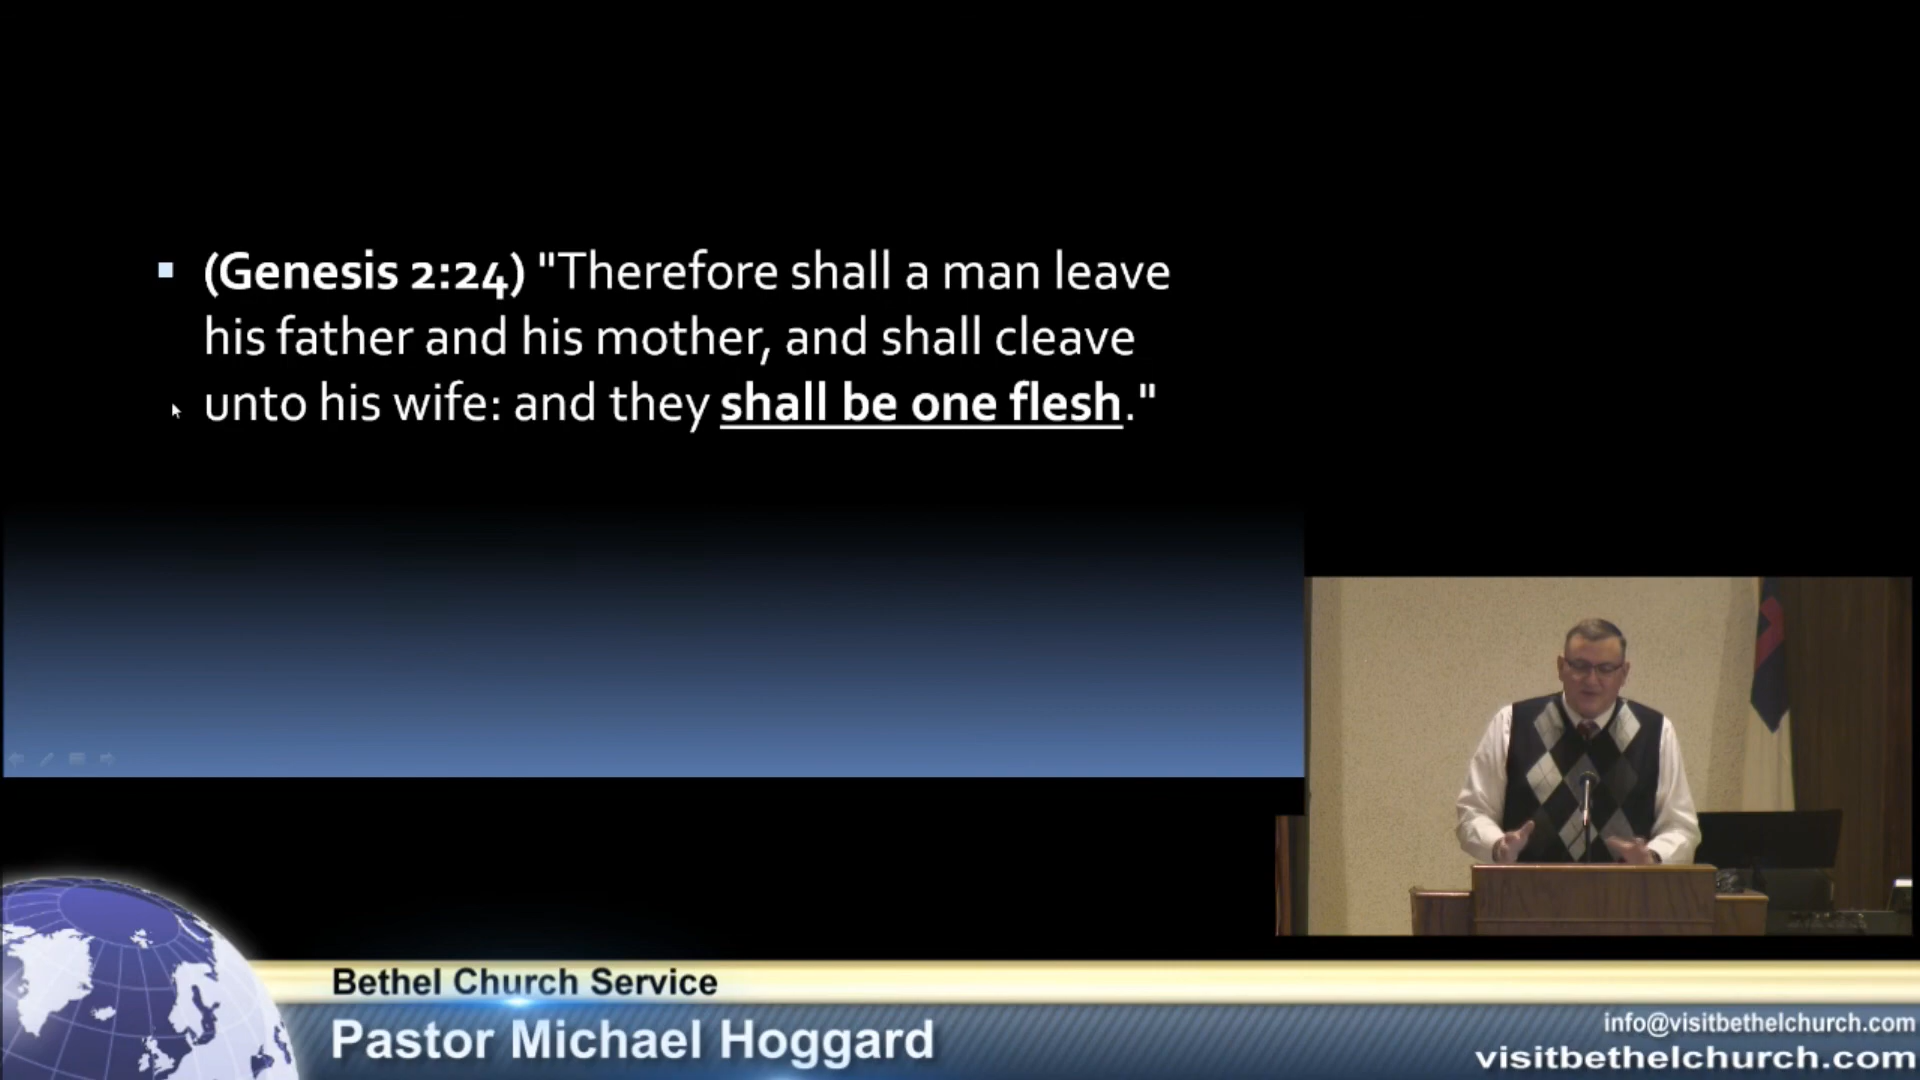 (Genesis 2:24) "Therefore shall a man leave
his father and his mother, and shall cleave
unto his wife: and they shall be one flesh."
Bethel Church Service
Pastor Michael Hoggard
info@visitbethelchurch.com
visitbethelchurch.com